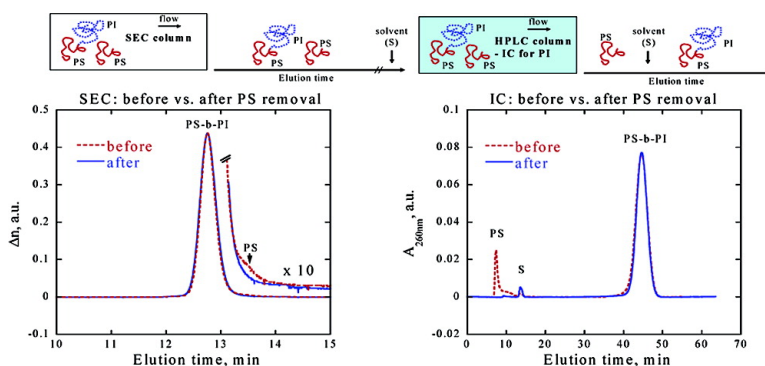 flow
PI
SEC column
PS
PS
PI
PS
PS
solvent
(S)
Elution time
flow
PI
HPLC column
- IC for PI
PS
PS
PS
solvent
(S)
PI
PS
Elution time
SEC: before vs. after PS removal
PS-b-PI
before
after
PS
x 10
Δn, a.u.
0.5
0.4
0.3
0.2
0.1
0
-0.1
10
11
12
13
14
15
Elution time, min
IC: before vs. after PS removal
PS-b-PI
before
after
PS
S
A260nm, a.u.
0.1
0.08
0.06
0.04
0.02
0
-0.02
0
10
20
30
40
50
60
70
Elution time, min